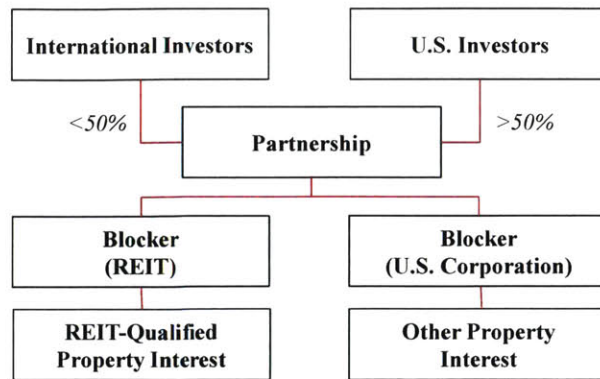 International Investors
U.S. Investors
<50%
>50%
Partnership
Blocker
(REIT)
Blocker
(U.S. Corporation)
REIT-Qualified
Property Interest
Other Property
Interest